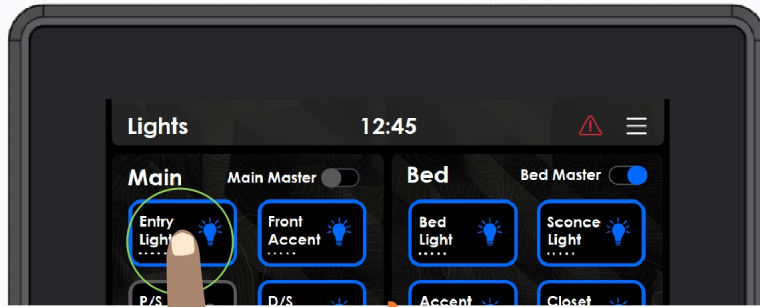 Lights 12:45
Main Main Master Bed Bed Master
Entry Front Bed Sconce
Light Accent Light Light
P/S D/S Accent Closet